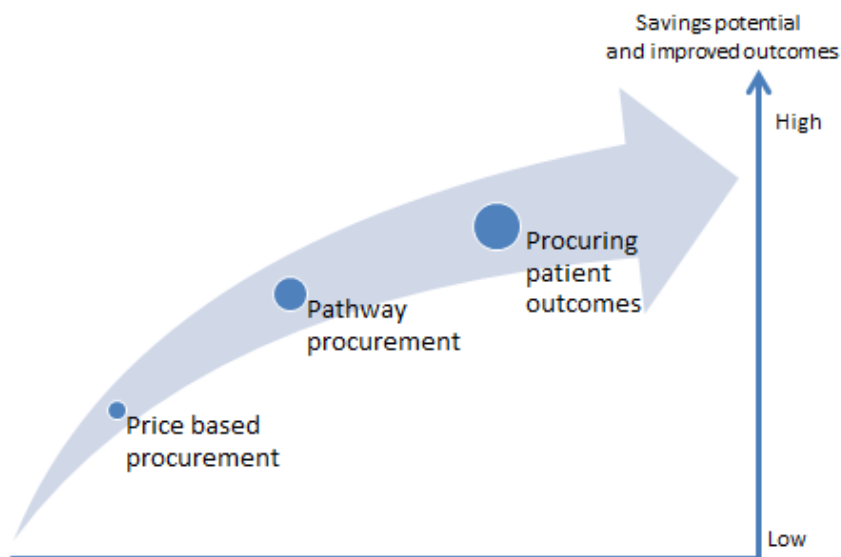 Savings potential
and improved outcomes
High
Procuring
patient
outcomes
Pathway
procurement
Price based
procurement
Low